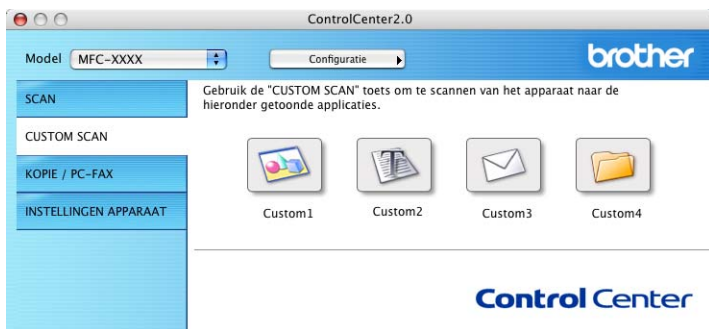 ControlCenter2.0
Model MFC-XXXX Configuratie brother
SCAN
CUSTOM SCAN
KOPIE / PC-FAX
INSTELLINGEN APPARAAT
Gebruik de "CUSTOM SCAN" toets om te scannen van het apparaat naar de
hieronder getoonde applicaties.
T
Custom1 Custom2 Custom3 Custom4
Control Center